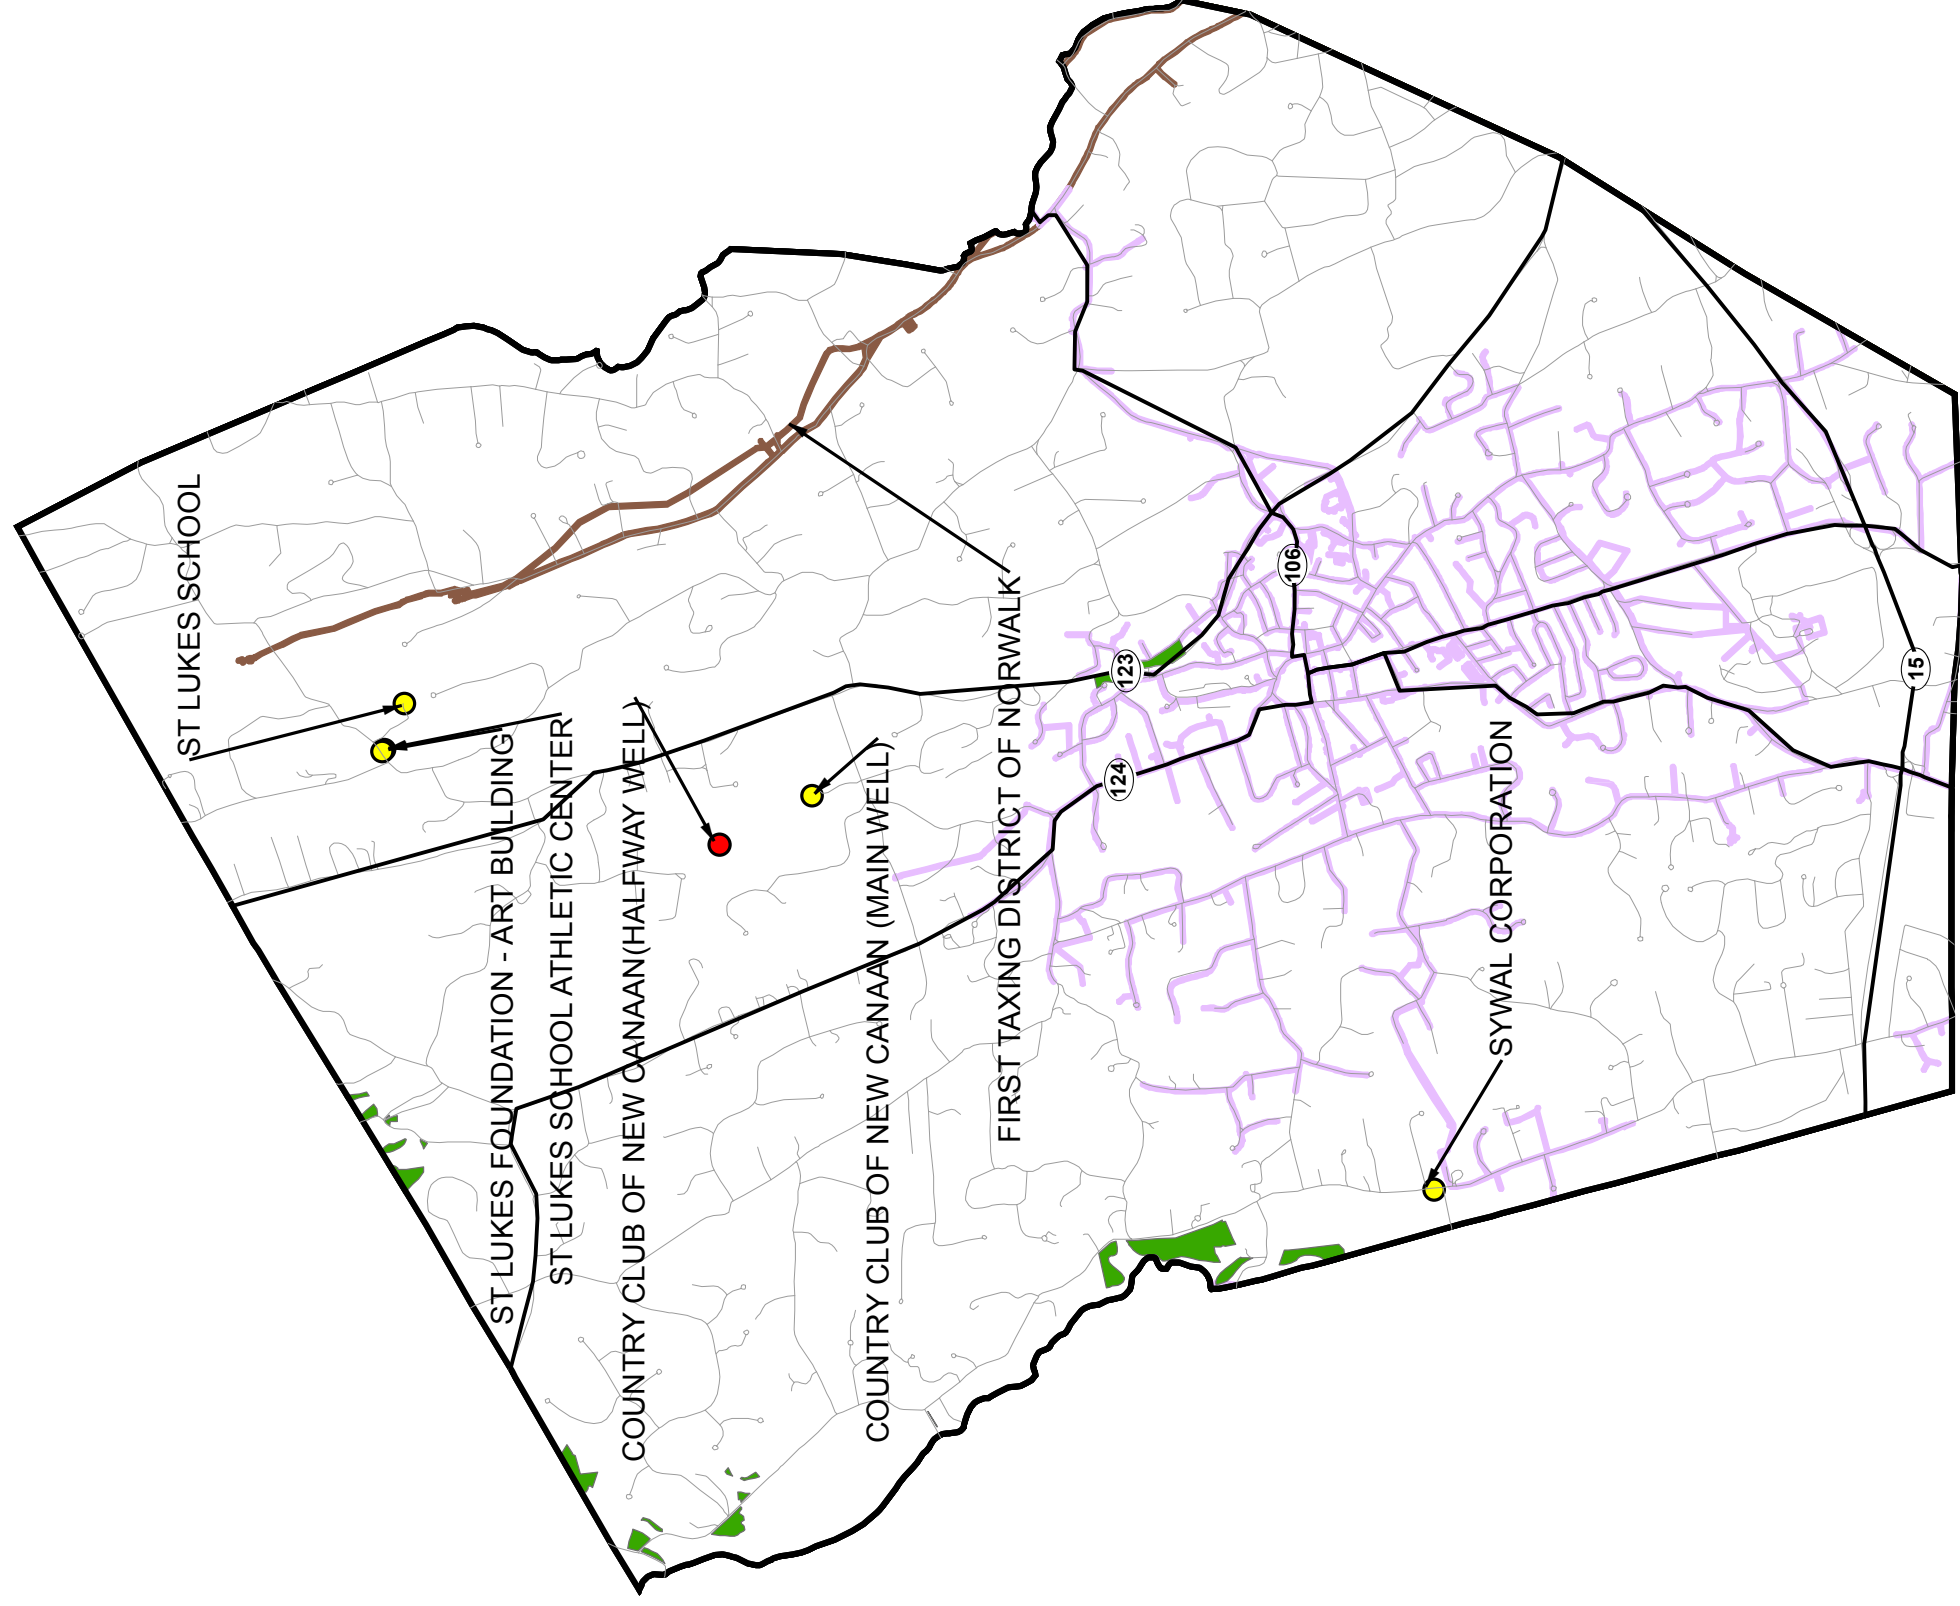 ST LUKES SCHOOL
ST LUKES FOUNDATION - ART BUILDING
ST LUKES SCHOOL ATHLETIC CENTER
COUNTRY CLUB OF NEW CANAAN(HALFWAY WELL)
COUNTRY CLUB OF NEW CANAAN (MAIN WELL)
FIRST TAXING DISTRICT OF NORWALK
SYWAL CORPORATION
106
123
124
15